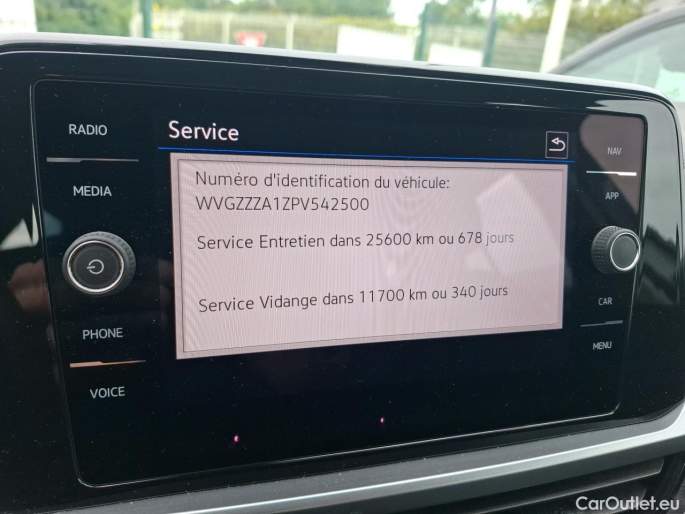 RADIO
MEDIA
PHONE
VOICE
Service
Numéro d'identification du véhicule:
WVGZZZA1ZPV542500
Service Entretien dans 25600 km ou 678 jours
Service Vidange dans 11700 km ou 340 jours
NAV
APP
CAR
MENU
CarOutlet.eu